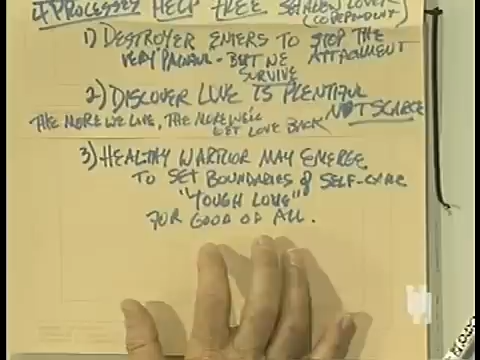 4 PROCESSES HELP FREE SHADOW LOVER
(CODEPENDENT)
1) DESTROYER ENTERS TO STOP THE
ATTACHMENT
VERY PAINFUL - BUT WE
SURVIVE
2) DISCOVER LOVE IS PLENTIFUL
NOT SCARCE
THE MORE WE LOVE, THE MORE WE'LL
GET LOVE BACK
3) HEALTHY WARRIOR MAY EMERGE
TO SET BOUNDARIES & SELF-CARE
"TOUGH LOVE"
FOR GOOD OF ALL.